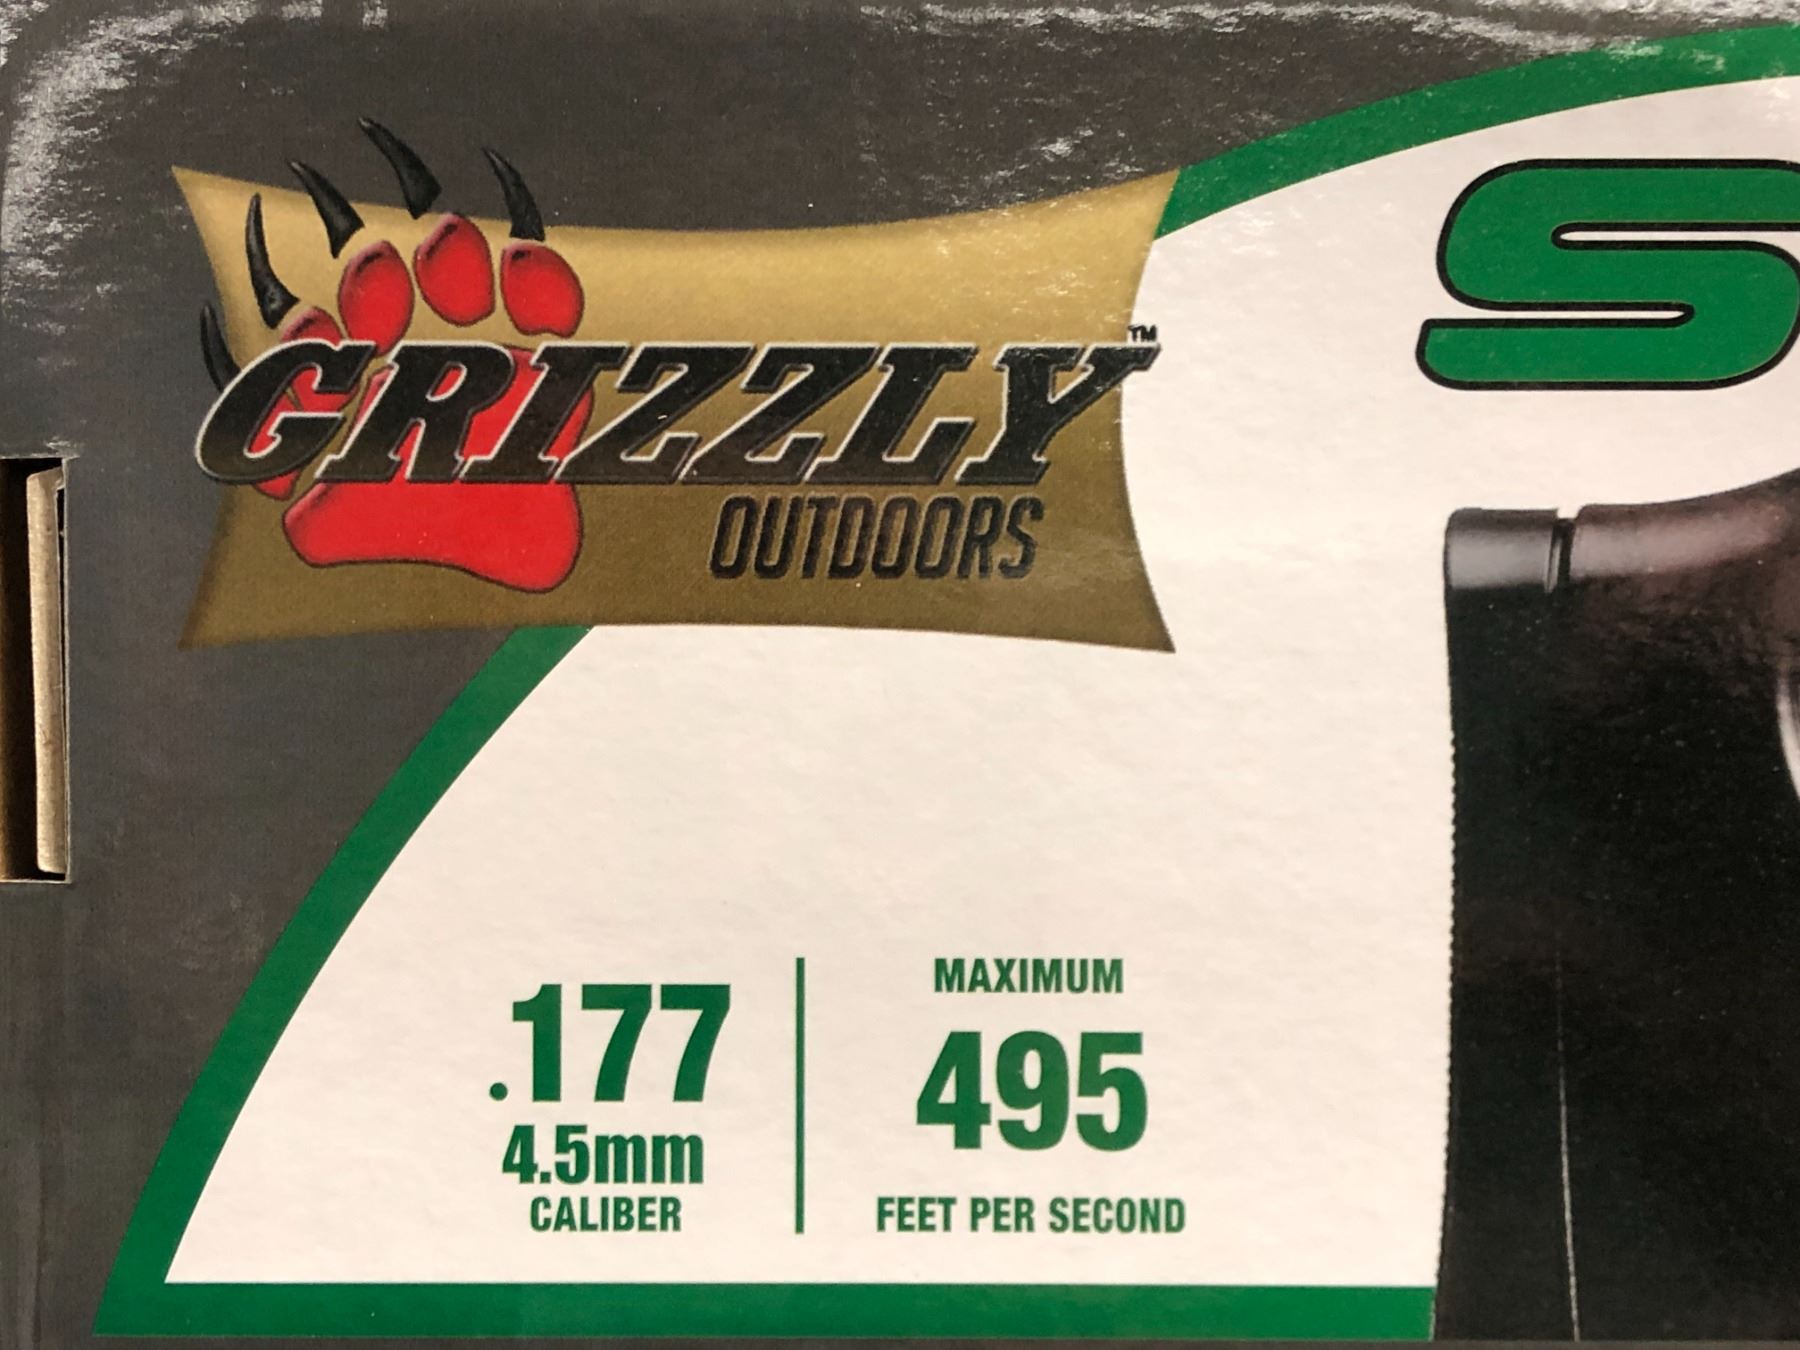 GRIZZLY™
OUTDOORS
S
.177
4.5mm
CALIBER
MAXIMUM
495
FEET PER SECOND